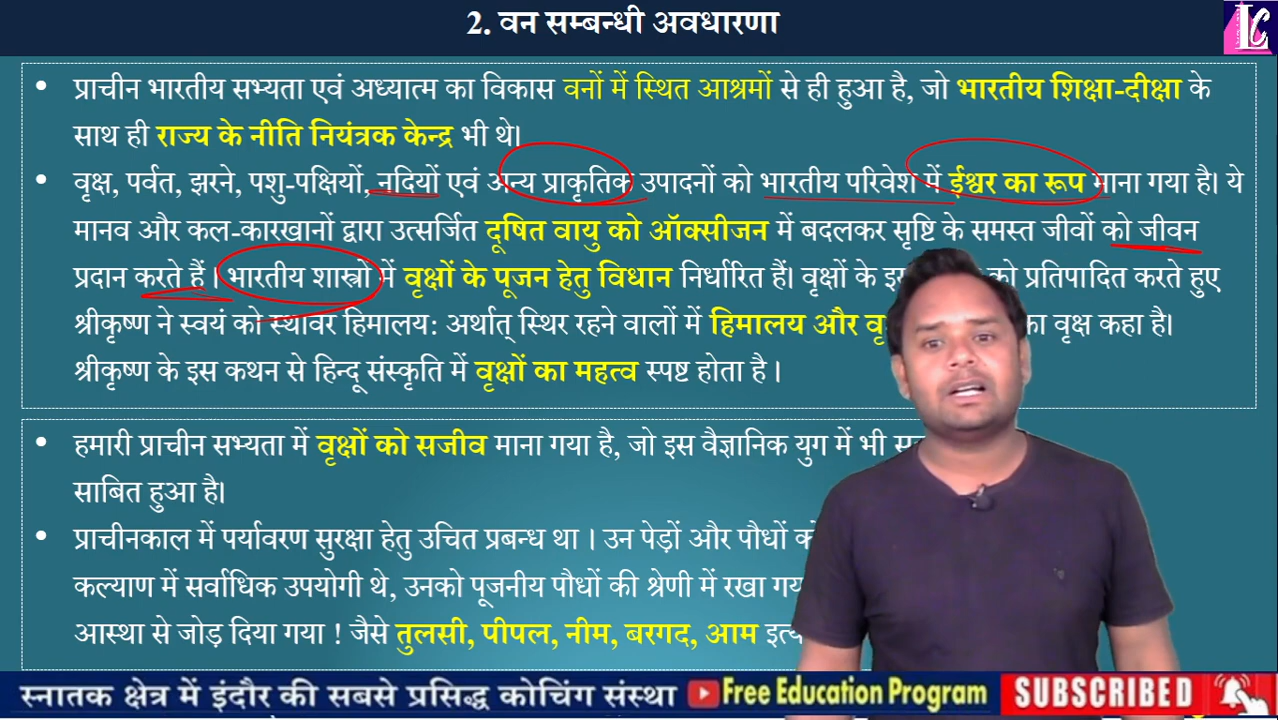 2. वन सम्बन्धी अवधारणा
LC
• प्राचीन भारतीय सभ्यता एवं अध्यात्म का विकास वनों में स्थित आश्रमों से ही हुआ है, जो भारतीय शिक्षा-दीक्षा के
साथ ही राज्य के नीति नियंत्रक केन्द्र भी थे।
• वृक्ष, पर्वत, झरने, पशु-पक्षियों, नदियों एवं अन्य प्राकृतिक उपादनों को भारतीय परिवेश में ईश्वर का रूप माना गया है। ये
मानव और कल-कारखानों द्वारा उत्सर्जित दूषित वायु को ऑक्सीजन में बदलकर सृष्टि के समस्त जीवों को जीवन
प्रदान करते हैं। भारतीय शास्त्रों में वृक्षों के पूजन हेतु विधान निर्धारित हैं। वृक्षों के को प्रतिपादित करते हुए
श्रीकृष्ण ने स्वयं को स्थावर हिमालय: अर्थात् स्थिर रहने वालों में हिमालय और का वृक्ष कहा है।
श्रीकृष्ण के इस कथन से हिन्दू संस्कृति में वृक्षों का महत्व स्पष्ट होता है ।
• हमारी प्राचीन सभ्यता में वृक्षों को सजीव माना गया है, जो इस वैज्ञानिक युग में भी
साबित हुआ है।
• प्राचीनकाल में पर्यावरण सुरक्षा हेतु उचित प्रबन्ध था । उन पेड़ों और पौधों
कल्याण में सर्वाधिक उपयोगी थे, उनको पूजनीय पौधों की श्रेणी में रखा
आस्था से जोड़ दिया गया ! जैसे तुलसी, पीपल, नीम, बरगद, आम
स्नातक क्षेत्र में इंदौर की सबसे प्रसिद्ध कोचिंग संस्था Free Education Program SUBSCRIBED